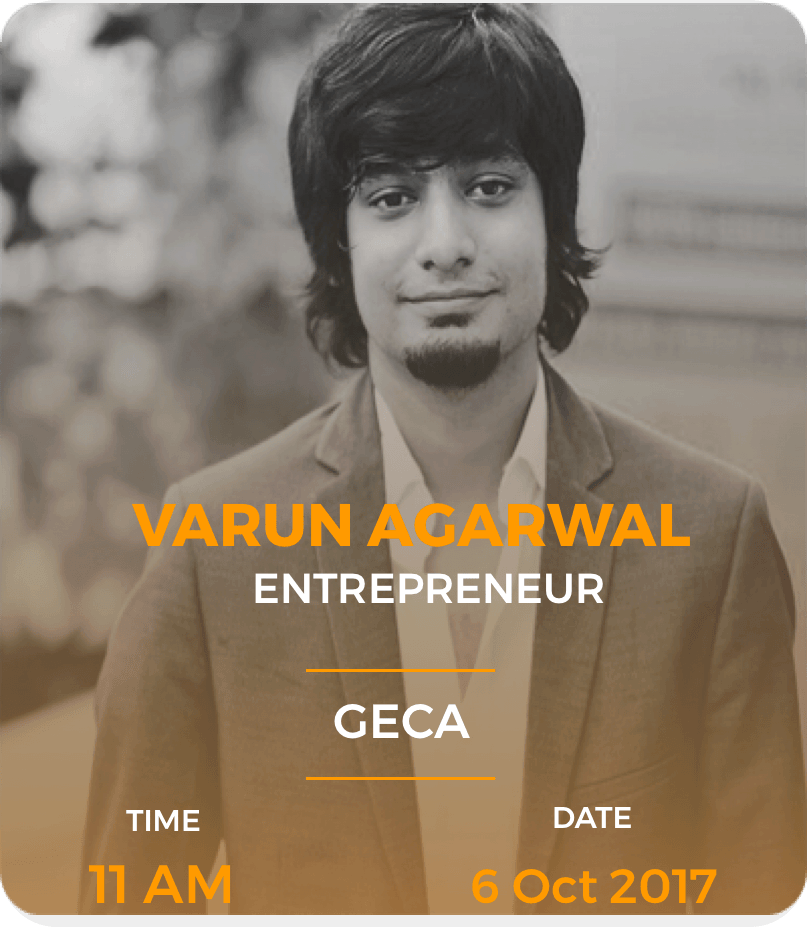 VARUN AGARWAL
ENTREPRENEUR
GECA
TIME
DATE
11 AM
6 Oct 2017